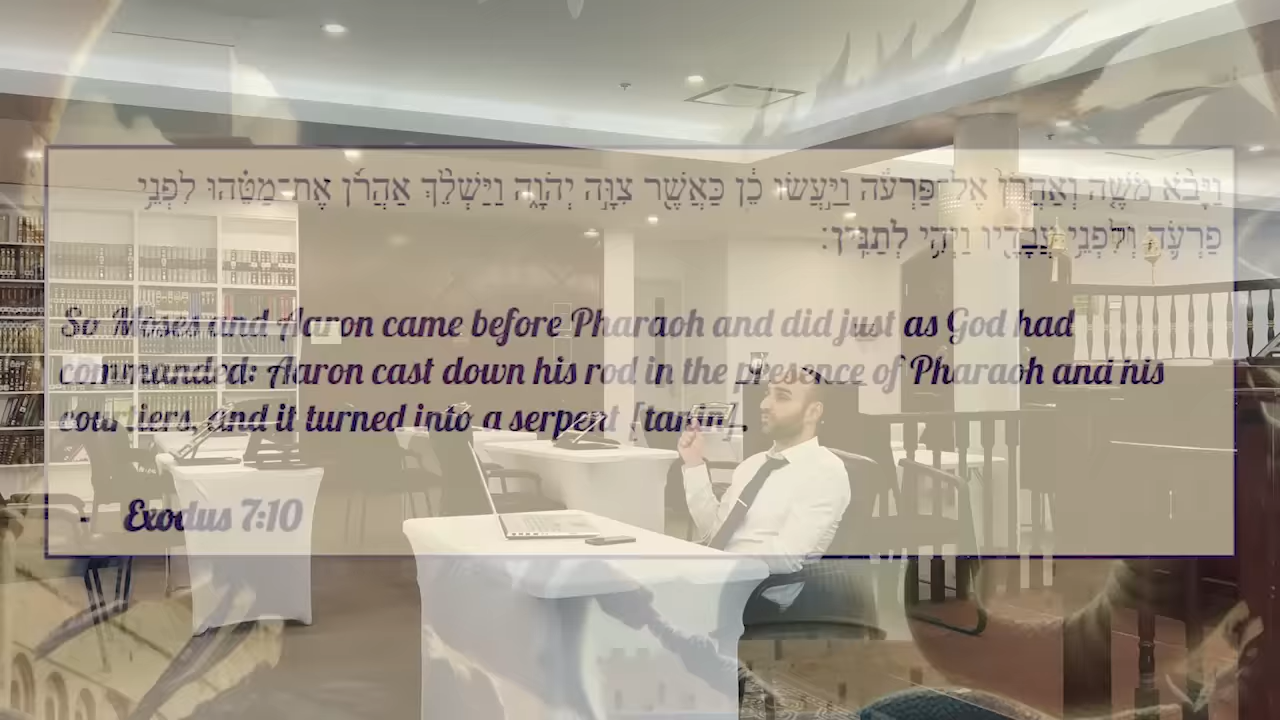 וַיָּבֹ֨א מֹשֶׁ֤ה וְאַהֲרֹן֙ אֶל־פַּרְעֹ֔ה וַיַּ֣עֲשׂוּ כֵ֔ן כַּאֲשֶׁ֖ר צִוָּ֣ה יְהֹוָ֑ה וַיַּשְׁלֵ֨ךְ אַהֲרֹ֜ן אֶת־מַטֵּ֗הוּ לִפְנֵ֥י
פַרְעֹ֛ה וְלִפְנֵ֥י עֲבָדָ֖יו וַיְהִ֥י לְתַנִּֽין׃
So Moses and Aaron came before Pharaoh and did just as God had
commanded: Aaron cast down his rod in the presence of Pharaoh and his
courtiers, and it turned into a serpent [tanin].
- Exodus 7:10